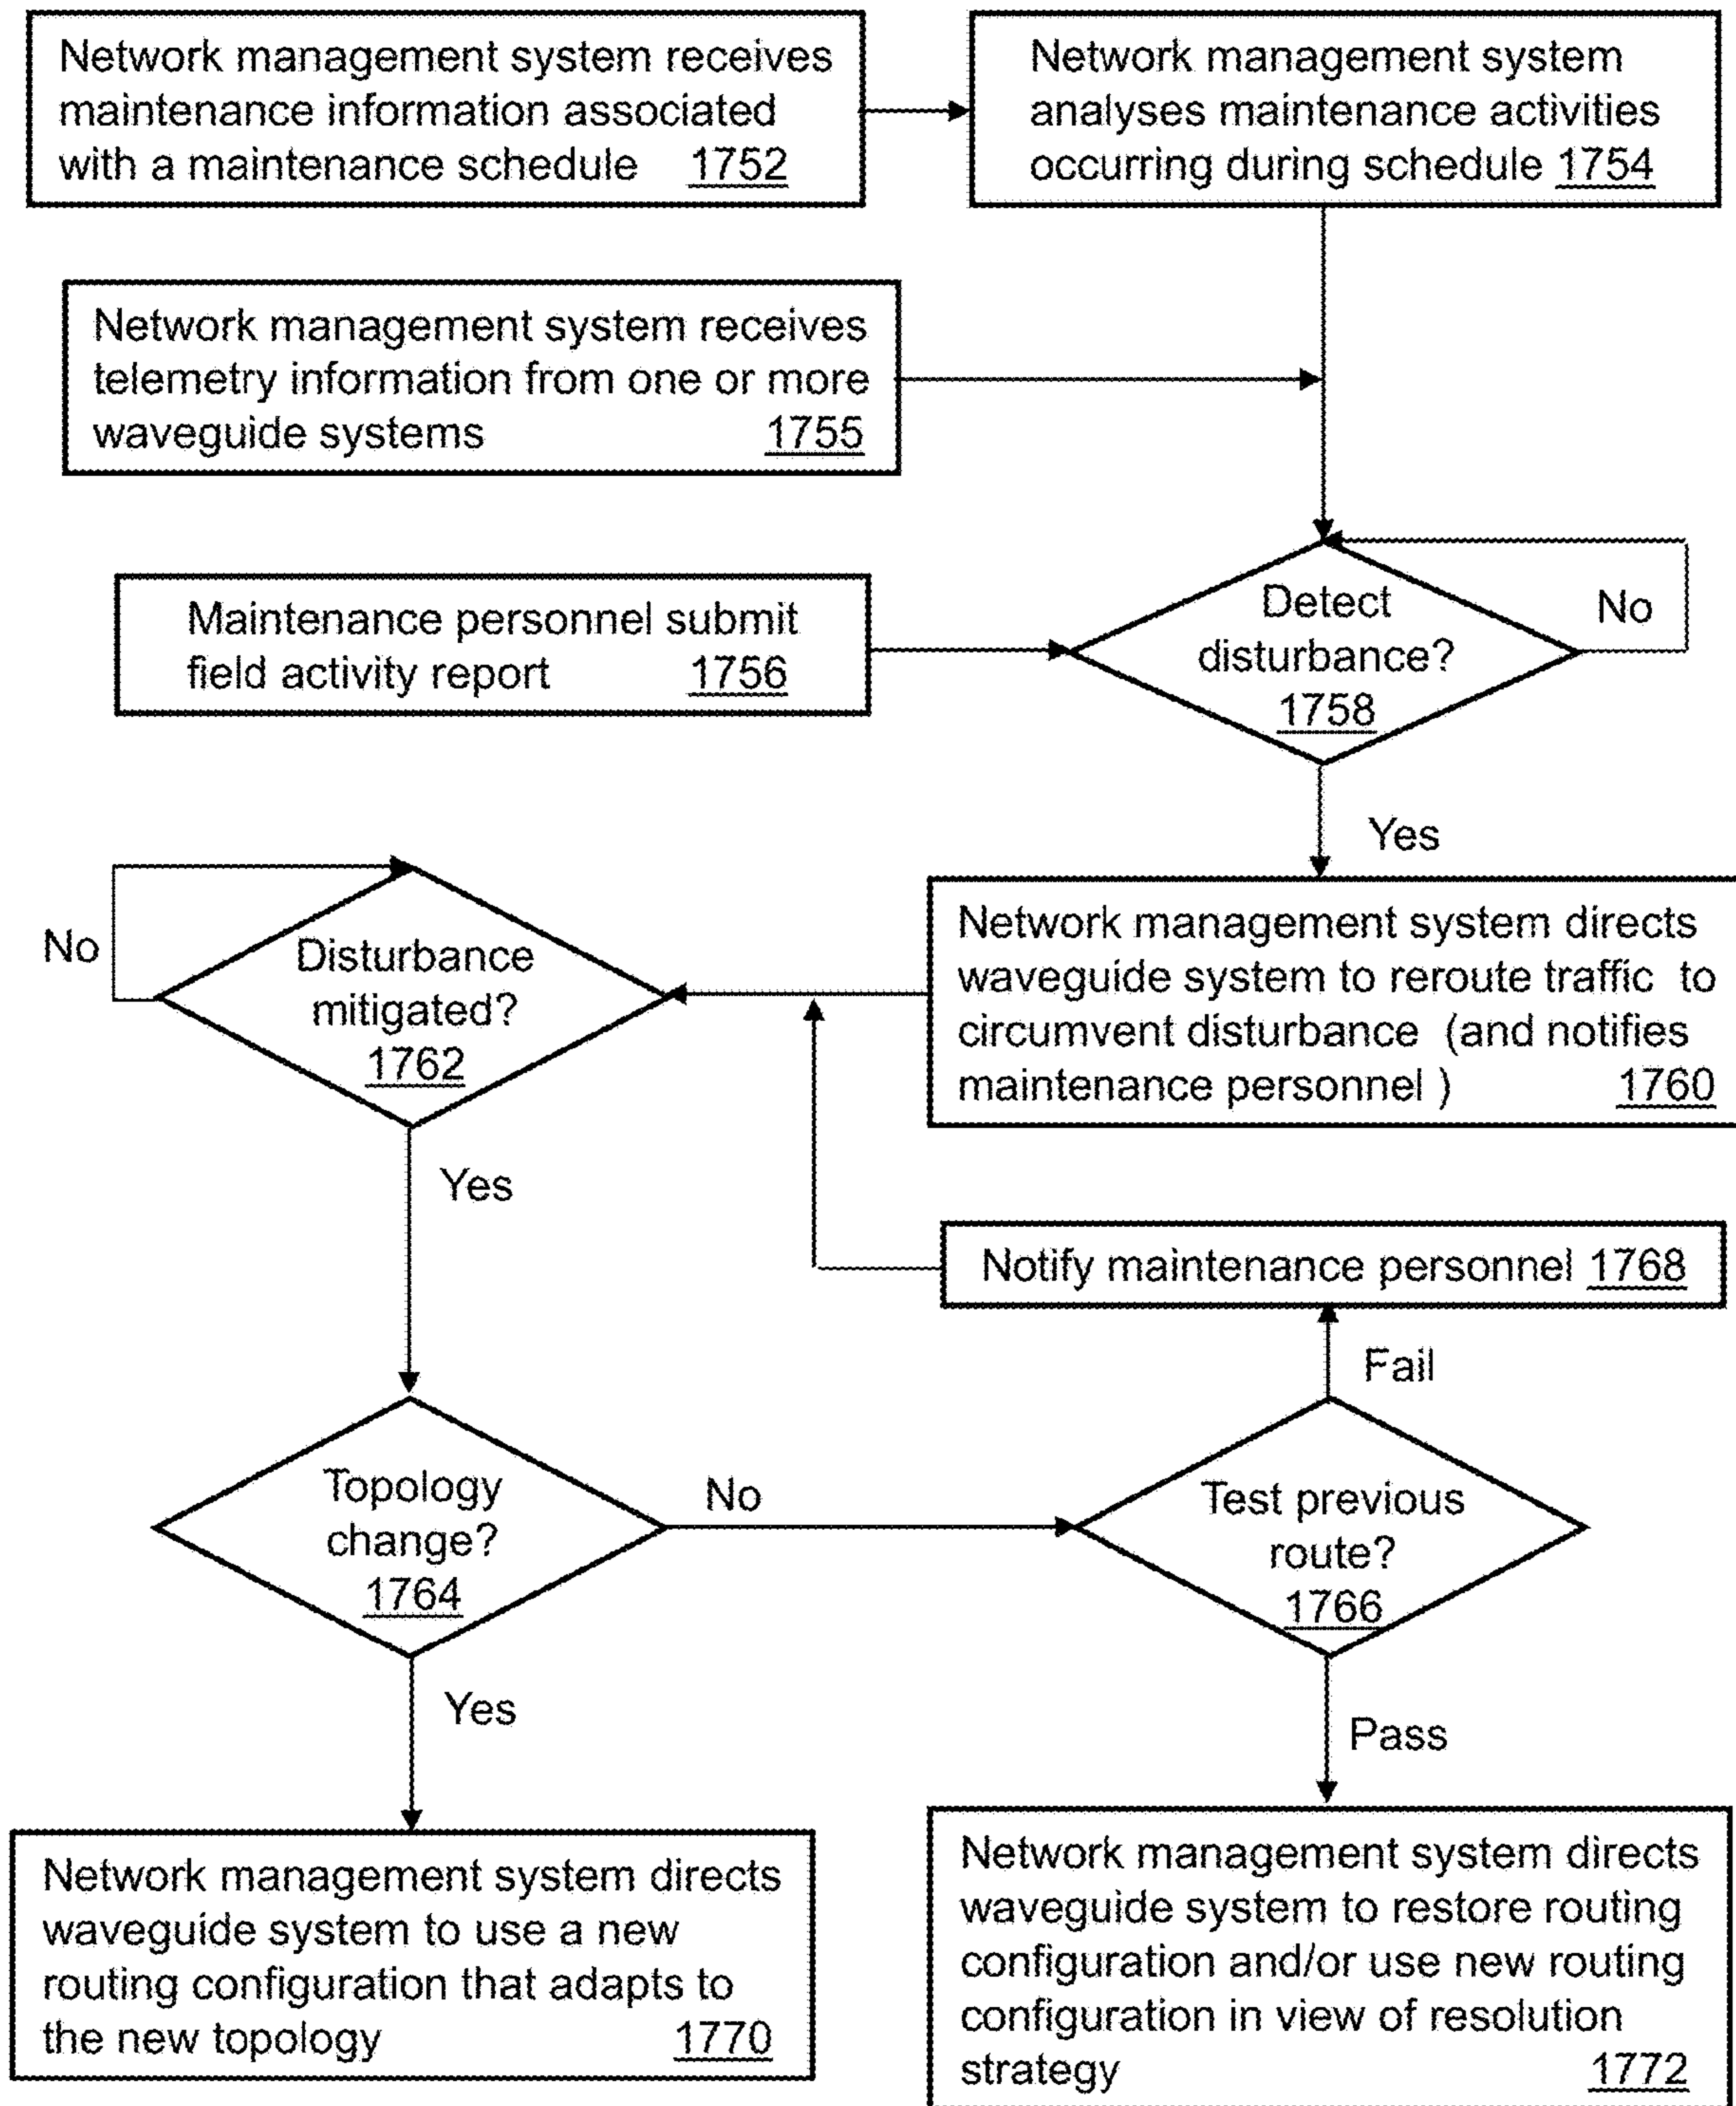 Network management system receives
maintenance information associated
with a maintenance schedule 1752
Network management system
analyses maintenance activities
occurring during schedule 1754
Network management system receives
telemetry information from one or more
waveguide systems 1755
Maintenance personnel submit
field activity report 1756
Detect
disturbance?
1758
No
Yes
Network management system directs
waveguide system to reroute traffic to
circumvent disturbance (and notifies
maintenance personnel ) 1760
No
Disturbance
mitigated?
1762
Yes
Notify maintenance personnel 1768
Fail
Topology
change?
1764
No
Test previous
route?
1766
Yes
Pass
Network management system directs
waveguide system to use a new
routing configuration that adapts to
the new topology 1770
Network management system directs
waveguide system to restore routing
configuration and/or use new routing
configuration in view of resolution
strategy 1772